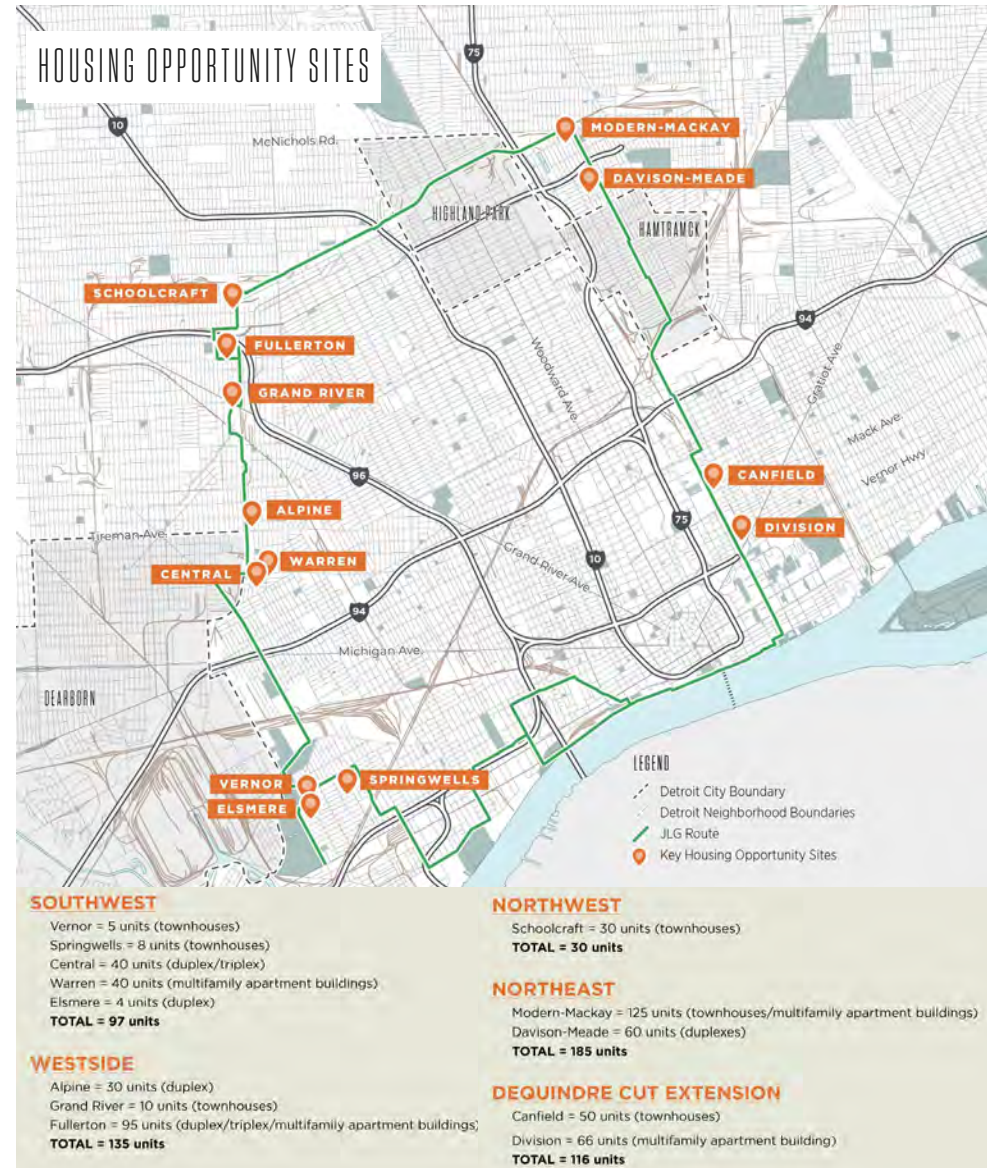 HOUSING OPPORTUNITY SITES
75
10
McNichols Rd.
MODERN-MACKAY
DAVISON-MEADE
HIGHLAND PARK
HAMTRAMCK
SCHOOLCRAFT
94
FULLERTON
Woodward Ave.
Gratiot Ave.
GRAND RIVER
Mack Ave.
Vernor Hwy
96
CANFIELD
ALPINE
75
DIVISION
Tireman Ave.
Grand River Ave.
10
WARREN
CENTRAL
94
Michigan Ave.
DEARBORN
VERNOR
SPRINGWELLS
ELSMERE
LEGEND
Detroit City Boundary
Detroit Neighborhood Boundaries
JLG Route
Key Housing Opportunity Sites
SOUTHWEST
Vernor = 5 units (townhouses)
Springwells = 8 units (townhouses)
Central = 40 units (duplex/triplex)
Warren = 40 units (multifamily apartment buildings)
Elsmere = 4 units (duplex)
TOTAL = 97 units
WESTSIDE
Alpine = 30 units (duplex)
Grand River = 10 units (townhouses)
Fullerton = 95 units (duplex/triplex/multifamily apartment buildings)
TOTAL = 135 units
NORTHWEST
Schoolcraft = 30 units (townhouses)
TOTAL = 30 units
NORTHEAST
Modern-Mackay = 125 units (townhouses/multifamily apartment buildings)
Davison-Meade = 60 units (duplexes)
TOTAL = 185 units
DEQUINDRE CUT EXTENSION
Canfield = 50 units (townhouses)
Division = 66 units (multifamily apartment building)
TOTAL = 116 units